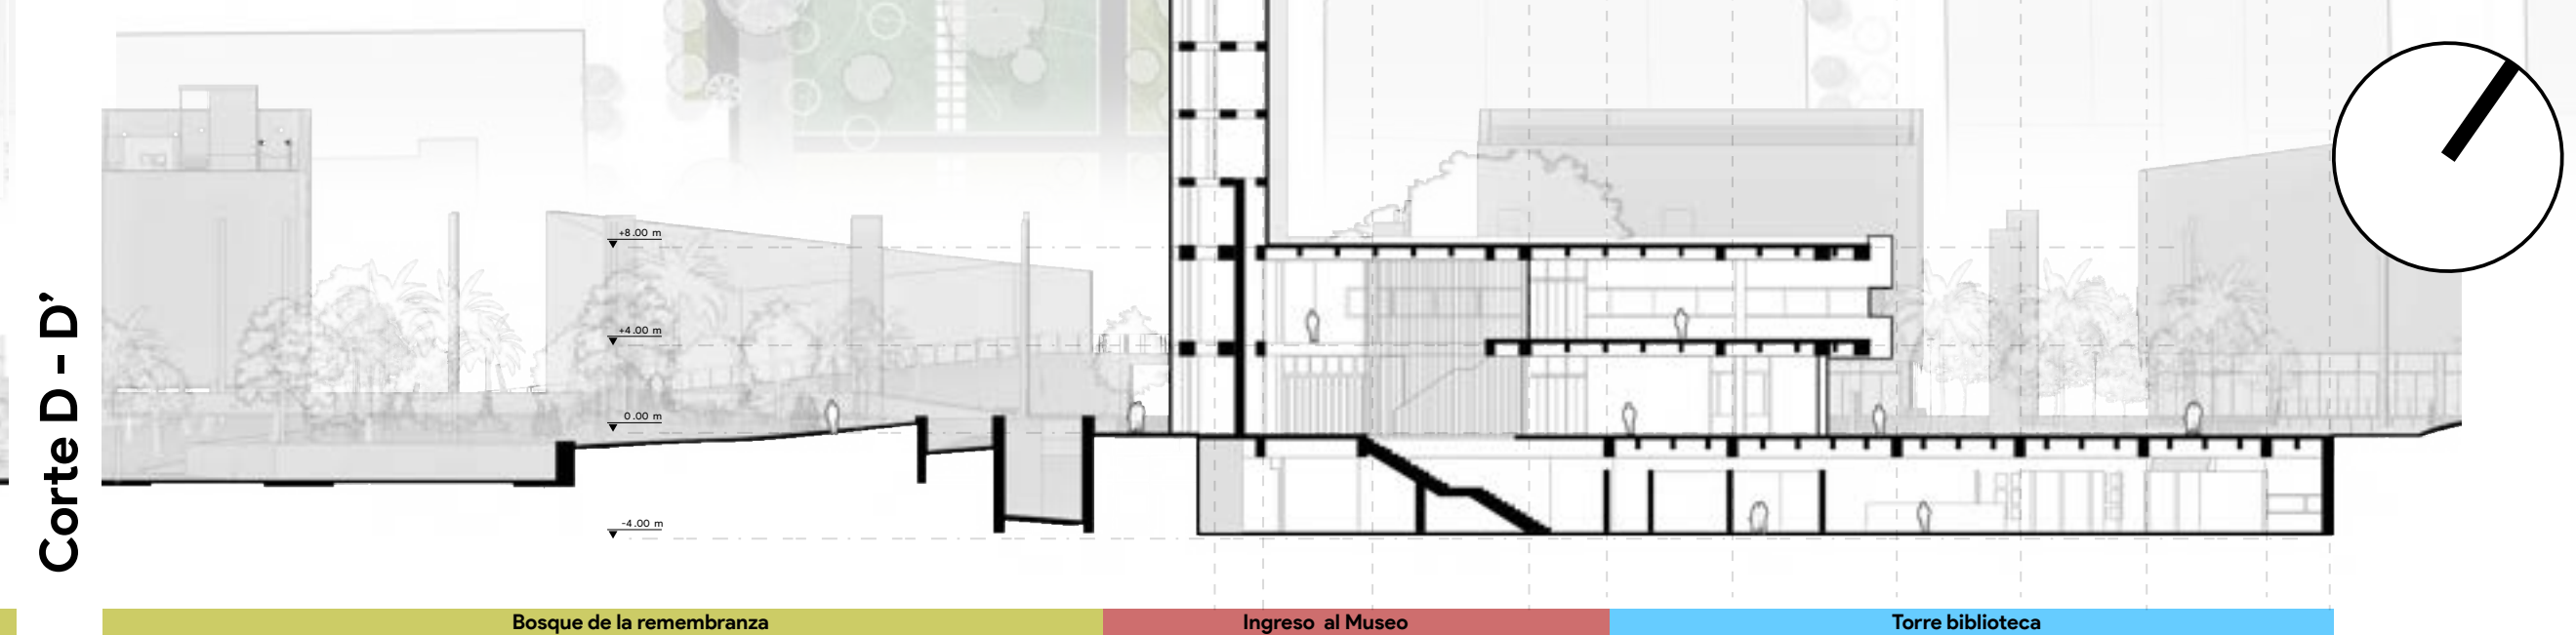 Corte D - D’
+8.00 m
+4.00 m
0.00 m
-4.00 m
Bosque de la remembranza
Ingreso al Museo
Torre biblioteca